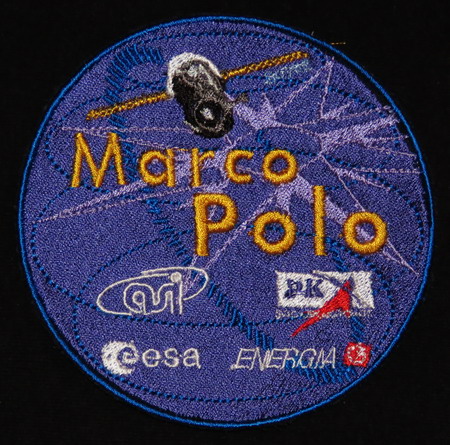 Marco
Polo
asi
РКК
esa
ENERGIA